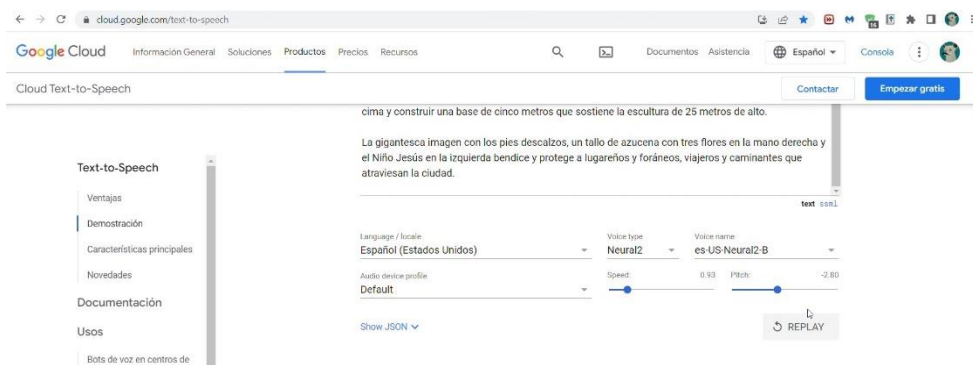 cloud.google.com/text-to-speech
Google Cloud Información General Soluciones Productos Precios Recursos Documentos Asistencia Español Consola
Cloud Text-to-Speech Contactar Empezar gratis
cima y construir una base de cinco metros que sostiene la escultura de 25 metros de alto.
La gigantesca imagen con los pies descalzos, un tallo de azucena con tres flores en la mano derecha y
el Niño Jesús en la izquierda bendice y protege a lugareños y foráneos, viajeros y caminantes que
atraviesan la ciudad.
text ssml
Text-to-Speech
Ventajas
Demostración
Características principales
Novedades
Documentación
Usos
Bots de voz en centros de
Language / locale Voice type Voice name
Español (Estados Unidos) Neural2 es-US-Neural2-B
Audio device profile Speed: 0.93 Pitch: -2.80
Default
Show JSON REPLAY